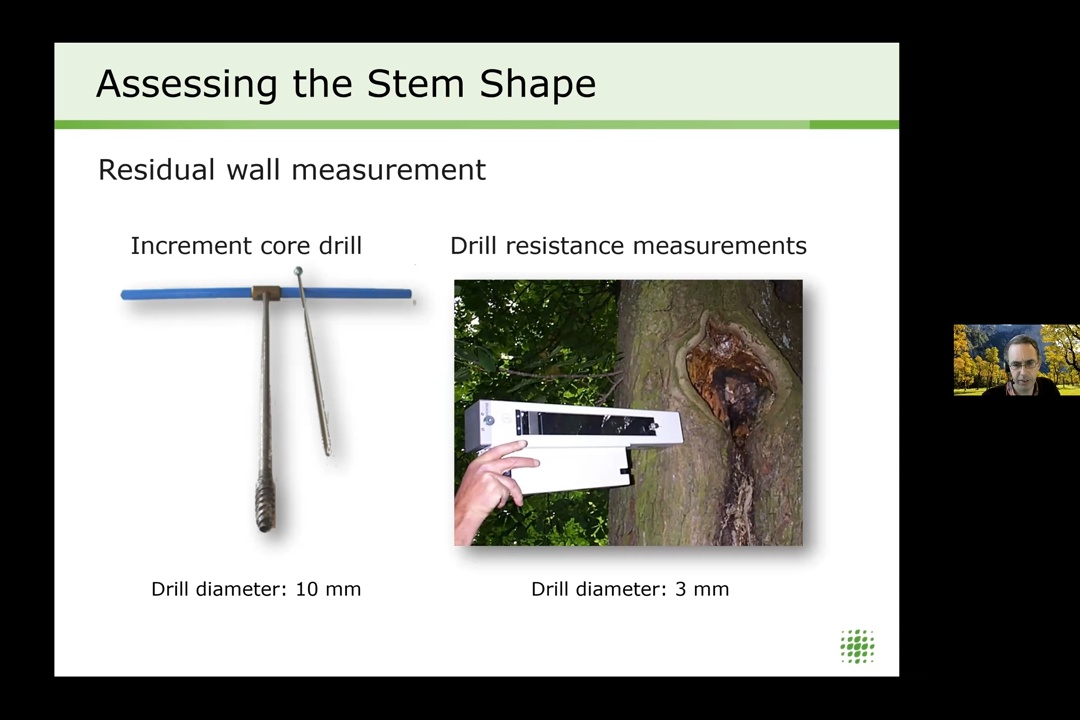 Assessing the Stem Shape
Residual wall measurement
Increment core drill
Drill resistance measurements
Drill diameter: 10 mm
Drill diameter: 3 mm